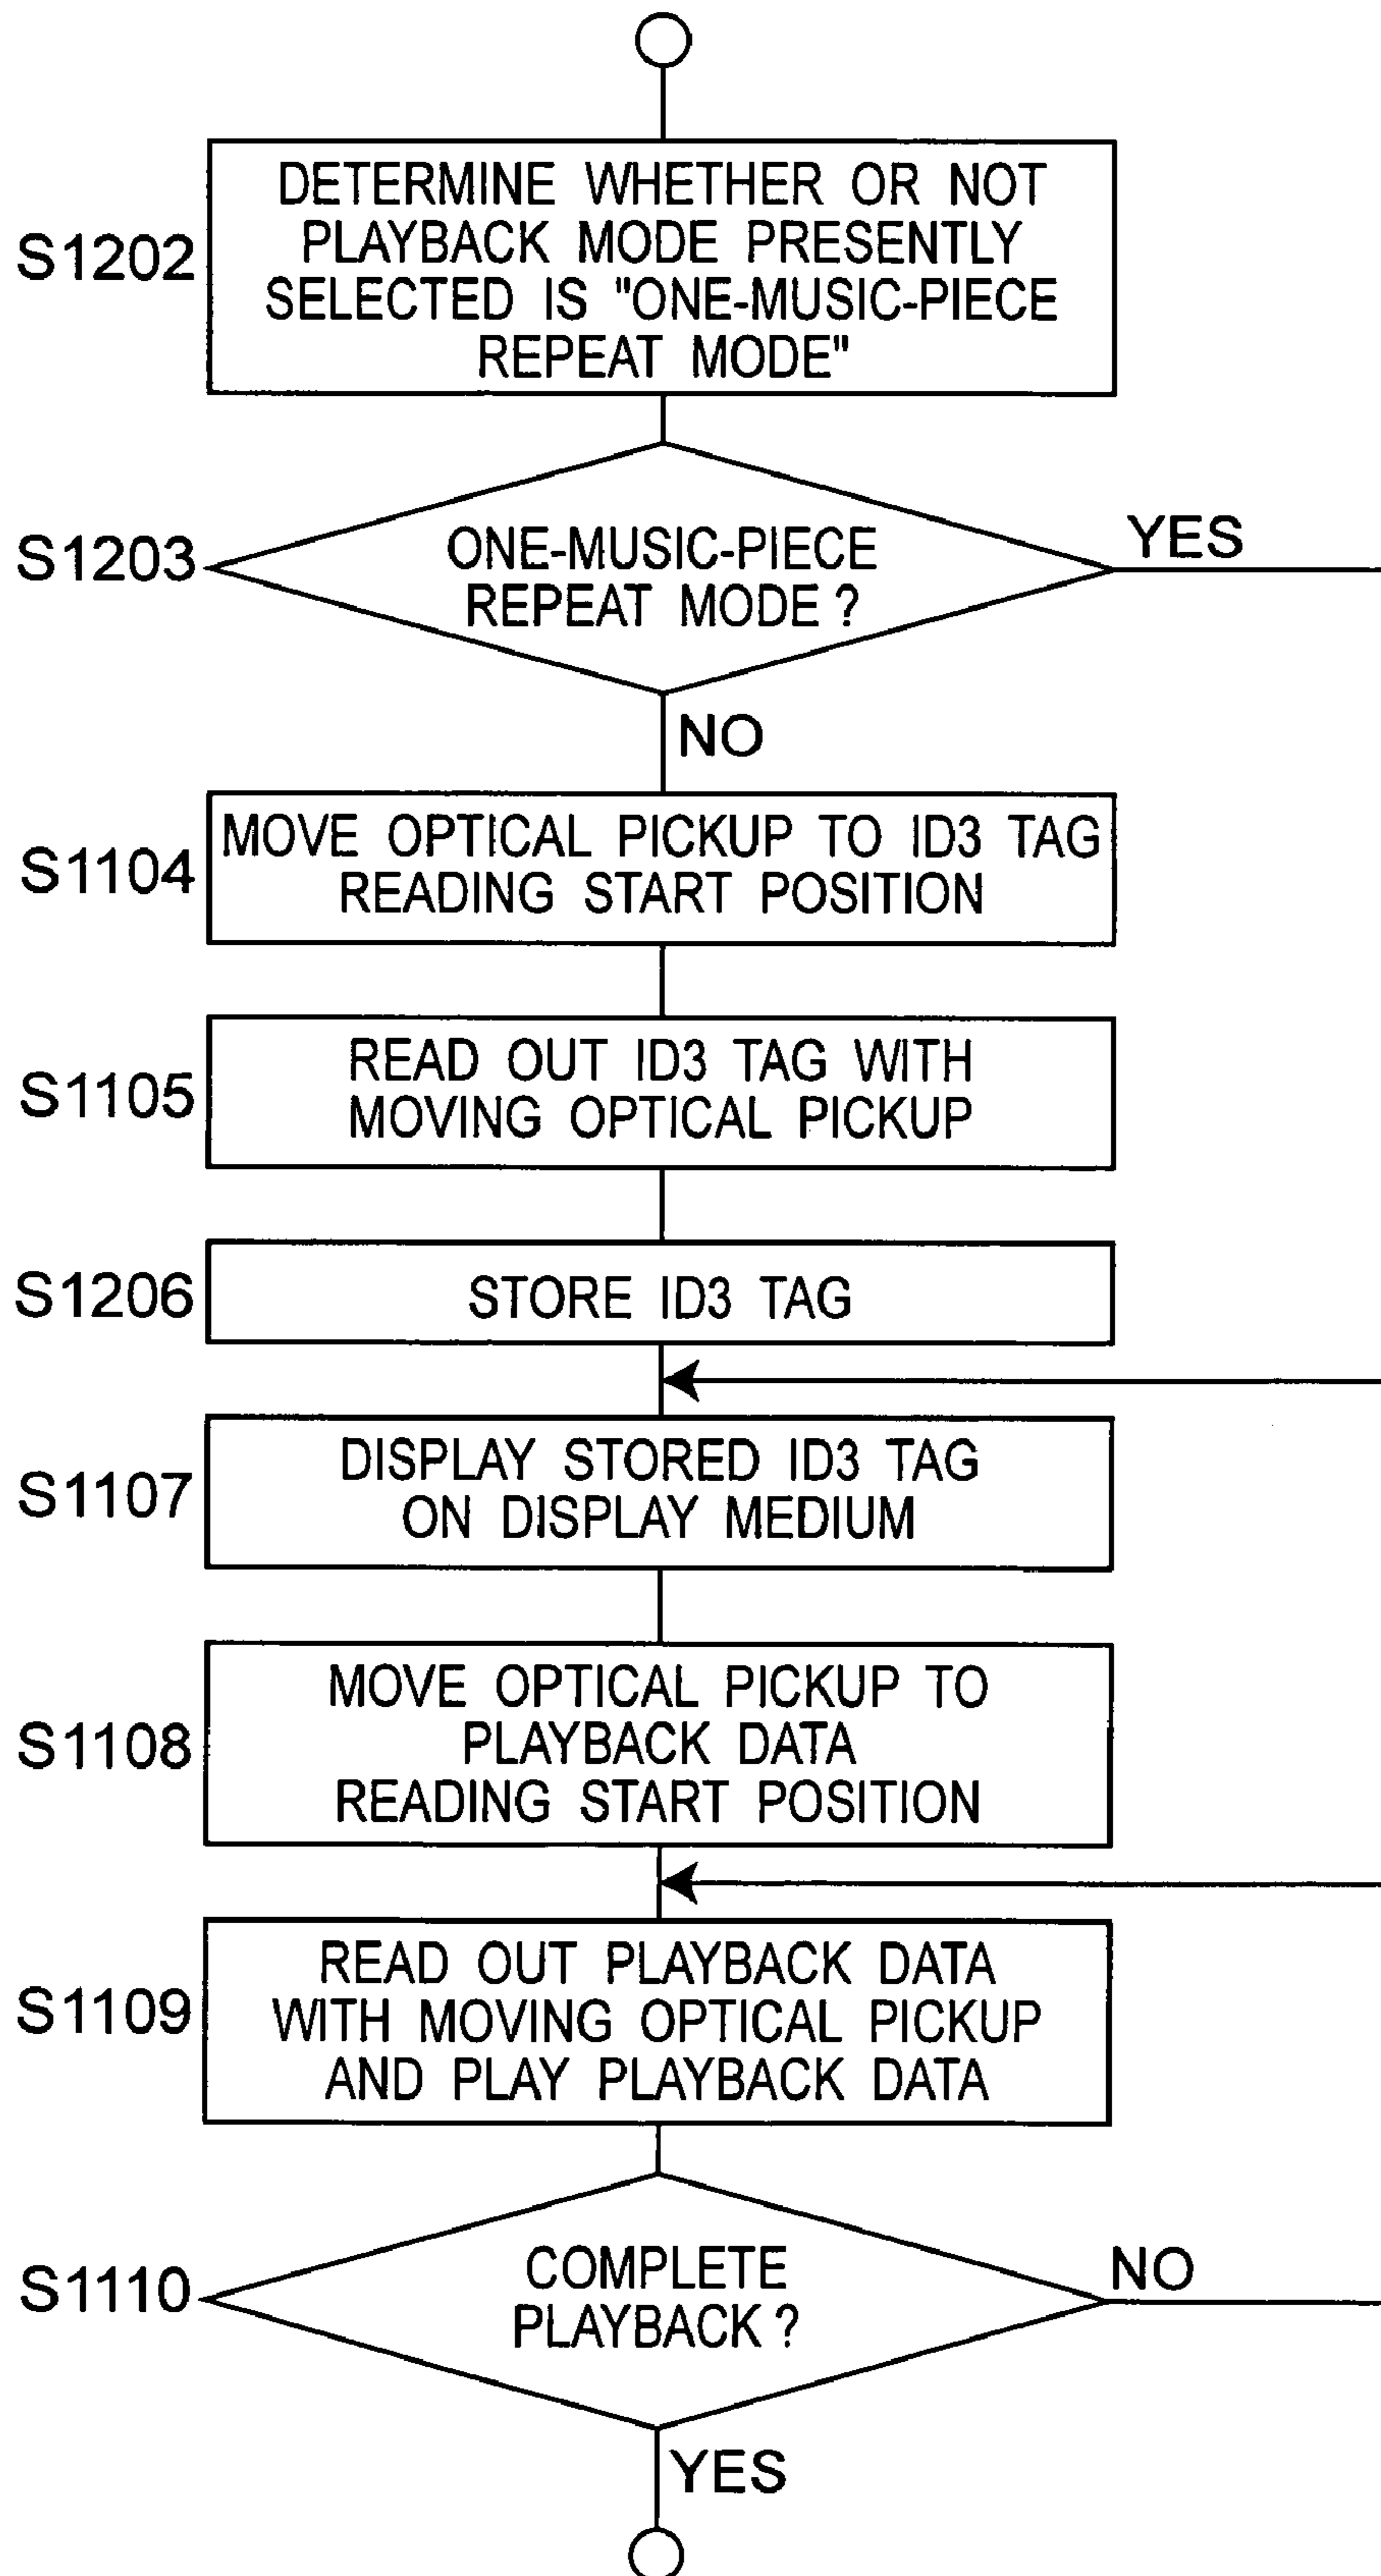 S1202
DETERMINE WHETHER OR NOT
PLAYBACK MODE PRESENTLY
SELECTED IS "ONE-MUSIC-PIECE
REPEAT MODE"
S1203
ONE-MUSIC-PIECE
REPEAT MODE ?
YES
NO
S1104
MOVE OPTICAL PICKUP TO ID3 TAG
READING START POSITION
S1105
READ OUT ID3 TAG WITH
MOVING OPTICAL PICKUP
S1206
STORE ID3 TAG
S1107
DISPLAY STORED ID3 TAG
ON DISPLAY MEDIUM
S1108
MOVE OPTICAL PICKUP TO
PLAYBACK DATA
READING START POSITION
S1109
READ OUT PLAYBACK DATA
WITH MOVING OPTICAL PICKUP
AND PLAY PLAYBACK DATA
S1110
COMPLETE
PLAYBACK ?
NO
YES